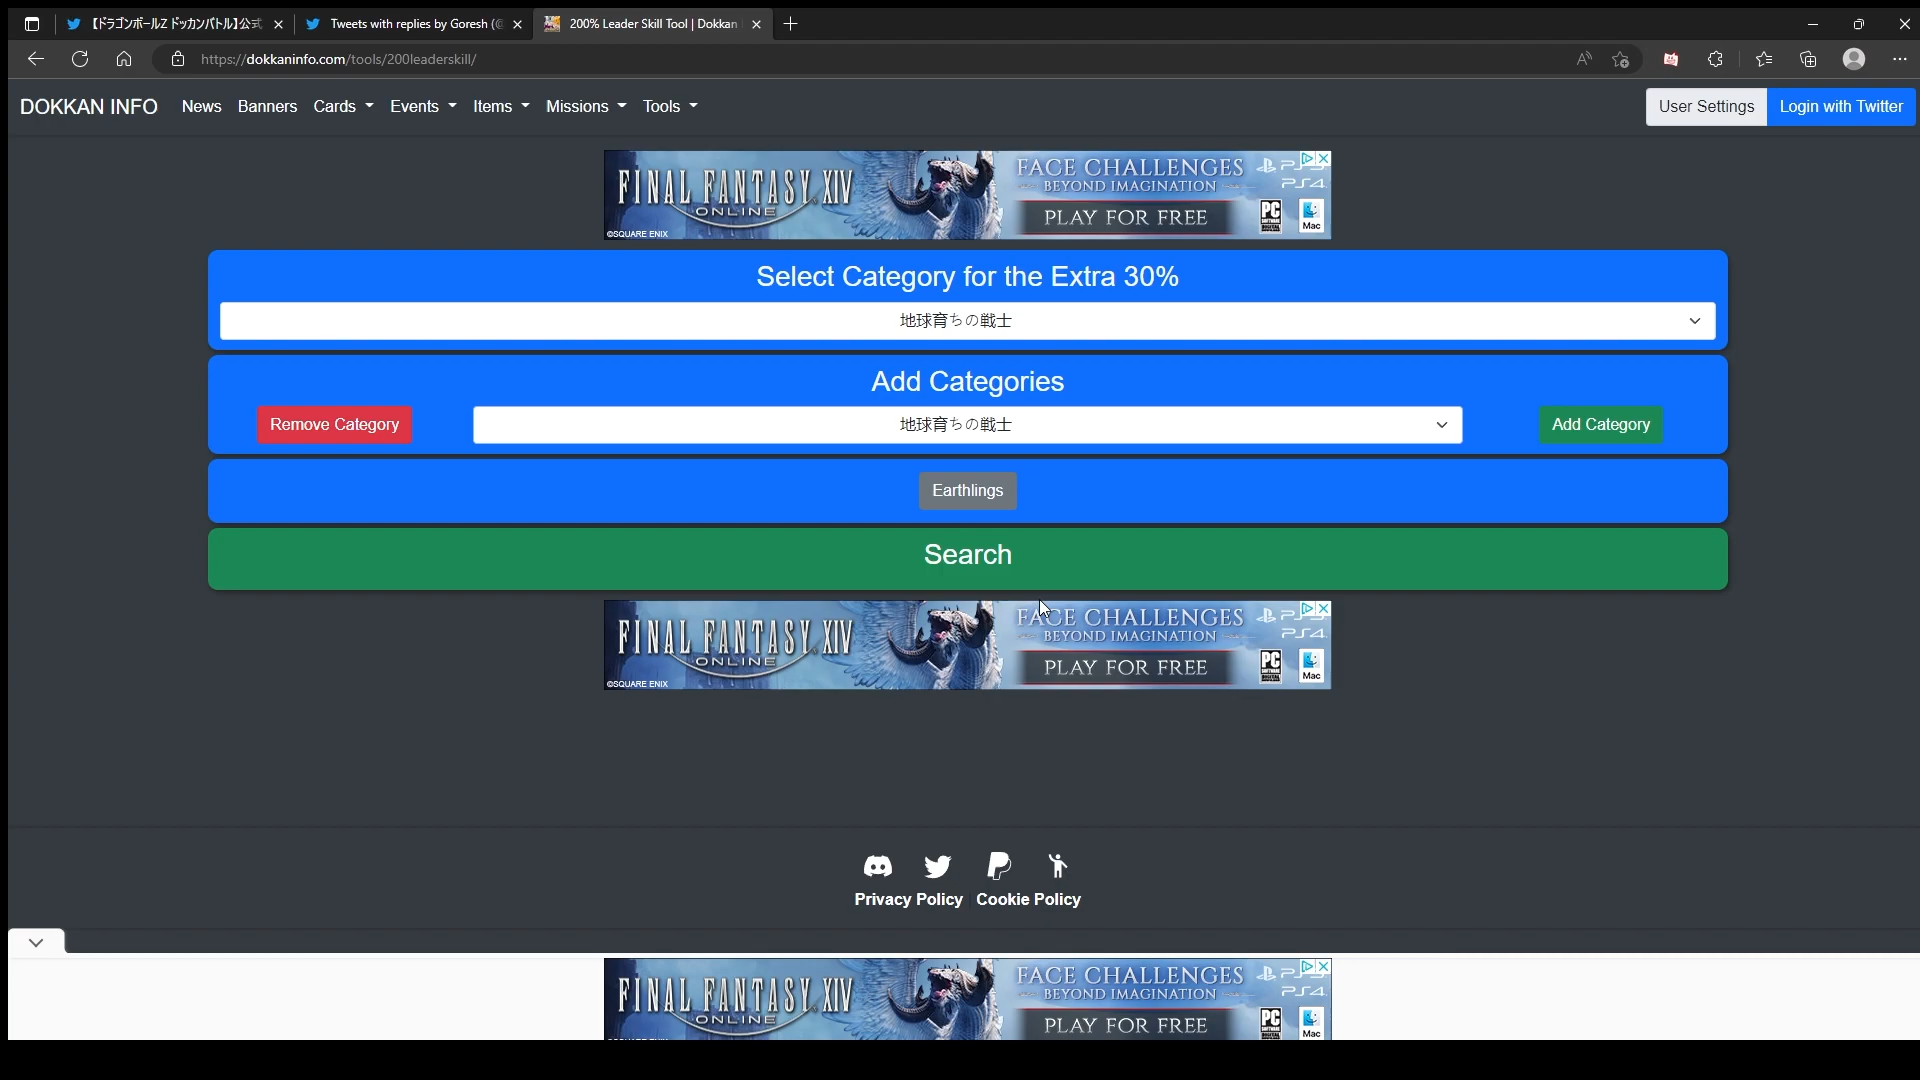 【ドラゴンボールZ ドッカンバトル】公式
Tweets with replies by Goresh (@
200% Leader Skill Tool | Dokkan
https://dokkaninfo.com/tools/200leaderskill/
DOKKAN INFO News Banners Cards Events Items Missions Tools User Settings Login with Twitter
FINAL FANTASY XIV
ONLINE
©SQUARE ENIX
FACE CHALLENGES
BEYOND IMAGINATION
PLAY FOR FREE
PS5
PS4
PC
Mac
Select Category for the Extra 30%
地球育ちの戦士
Add Categories
Remove Category 地球育ちの戦士 Add Category
Earthlings
Search
FINAL FANTASY XIV
ONLINE
©SQUARE ENIX
FACE CHALLENGES
BEYOND IMAGINATION
PLAY FOR FREE
PS5
PS4
PC
Mac
Privacy Policy Cookie Policy
FINAL FANTASY XIV
ONLINE
FACE CHALLENGES
BEYOND IMAGINATION
PLAY FOR FREE
PS5
PS4
PC
Mac